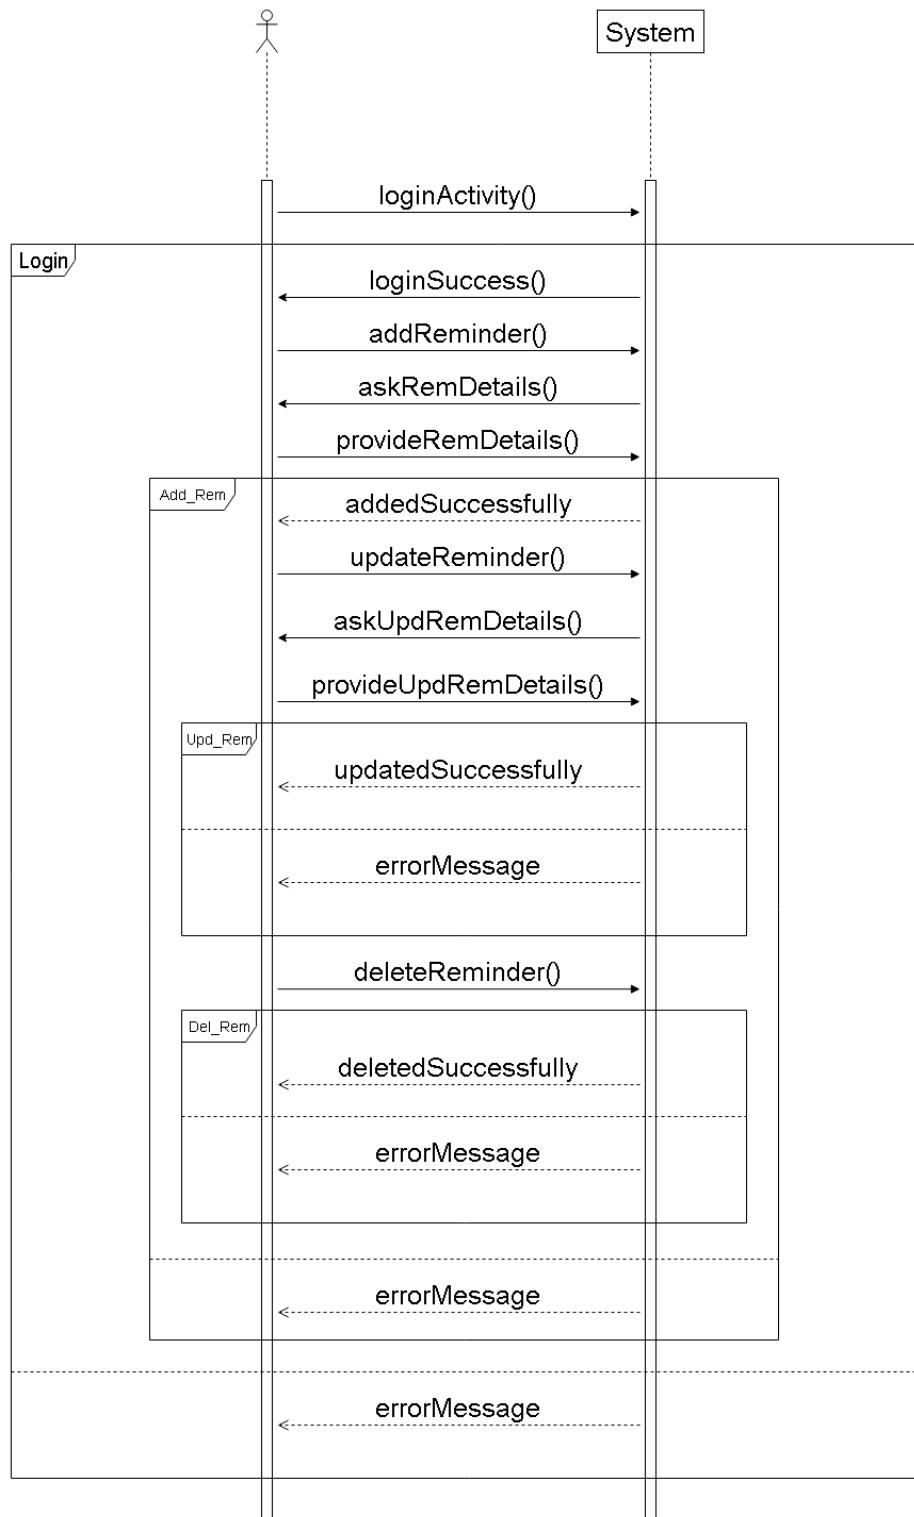 System
loginActivity()
Login
loginSuccess()
addReminder()
askRemDetails()
provideRemDetails()
Add_Rem
addedSuccessfully
updateReminder()
askUpdRemDetails()
provideUpdRemDetails()
Upd_Rem
updatedSuccessfully
errorMessage
deleteReminder()
Del_Rem
deletedSuccessfully
errorMessage
errorMessage
errorMessage